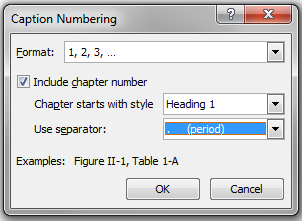 Caption Numbering
Format: 1, 2, 3, ...
Include chapter number
Chapter starts with style Heading 1
Use separator: . (period)
Examples: Figure II-1, Table 1-A
OK Cancel